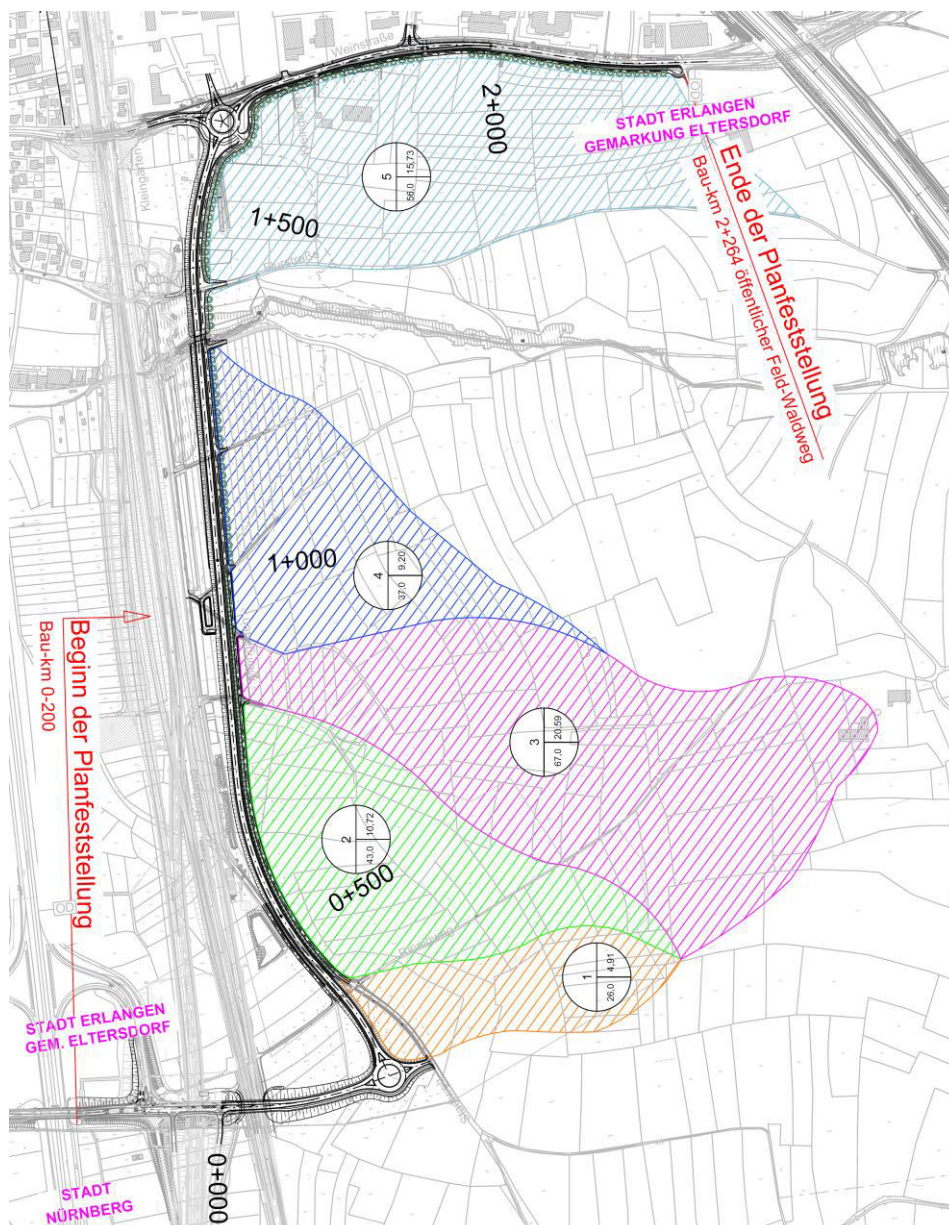 Weinstraße
2+000
OD
STADT ERLANGEN
GEMARKUNG ELTERSDORF
Ende der Planfeststellung
Bau-km 2+264 öffentlicher Feld-Waldweg
5
56.0 15,73
1+500
1+000
4
37.0 9,20
Beginn der Planfeststellung
Bau-km 0-200
3
67.0 20,59
2
43.0 10,72
0+500
1
26.0 4,91
OD
STADT ERLANGEN
GEM. ELTERSDORF
0+000
STADT
NÜRNBERG